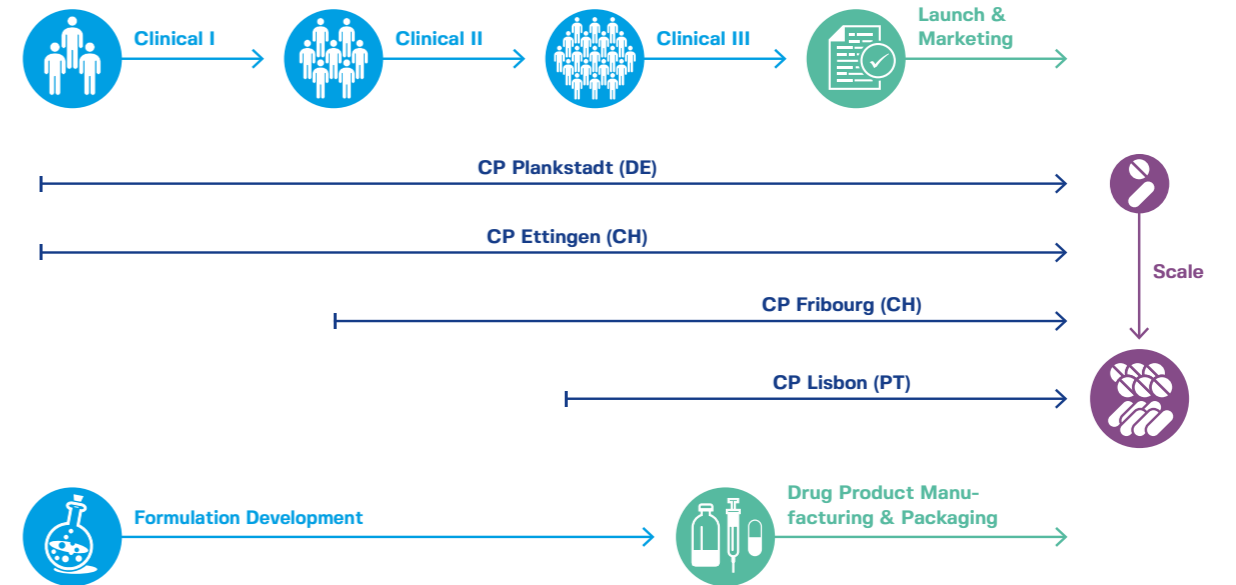 Clinical I
Clinical II
Clinical III
Launch &
Marketing
CP Plankstadt (DE)
CP Ettingen (CH)
Scale
CP Fribourg (CH)
CP Lisbon (PT)
Formulation Development
Drug Product Manu-
facturing & Packaging